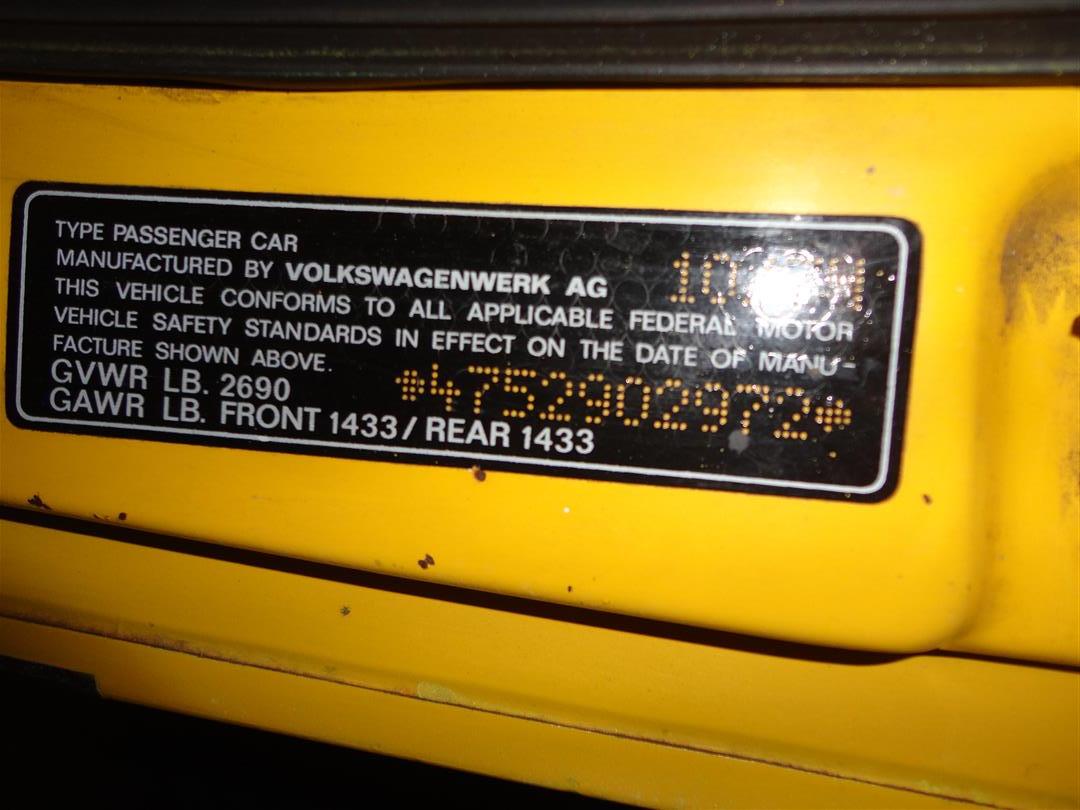 TYPE PASSENGER CAR
MANUFACTURED BY VOLKSWAGENWERK AG
THIS VEHICLE CONFORMS TO ALL APPLICABLE FEDERAL MOTOR
VEHICLE SAFETY STANDARDS IN EFFECT ON THE DATE OF MANU-
FACTURE SHOWN ABOVE.
GVWR LB. 2690
*4752902972*
GAWR LB. FRONT 1433/ REAR 1433